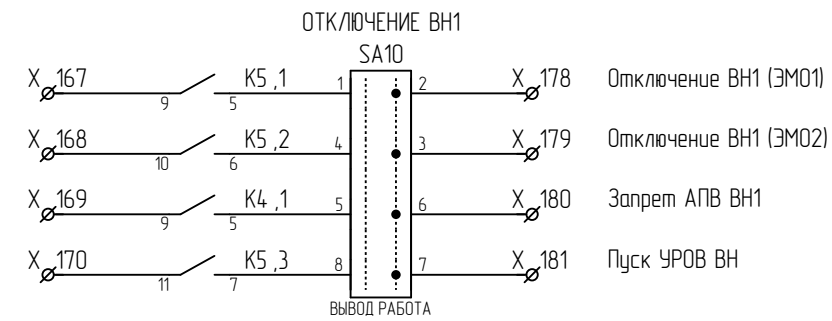 ОТКЛЮЧЕНИЕ ВН1
SA10
X 167 9 5 K5 ,1 1 2 X 178 Отключение ВН1 (ЭМО1)
X 168 10 6 K5 ,2 4 3 X 179 Отключение ВН1 (ЭМО2)
X 169 9 5 K4 ,1 5 6 X 180 Запрет АПВ ВН1
X 170 11 7 K5 ,3 8 7 X 181 Пуск УРОВ ВН
ВЫВОД РАБОТА